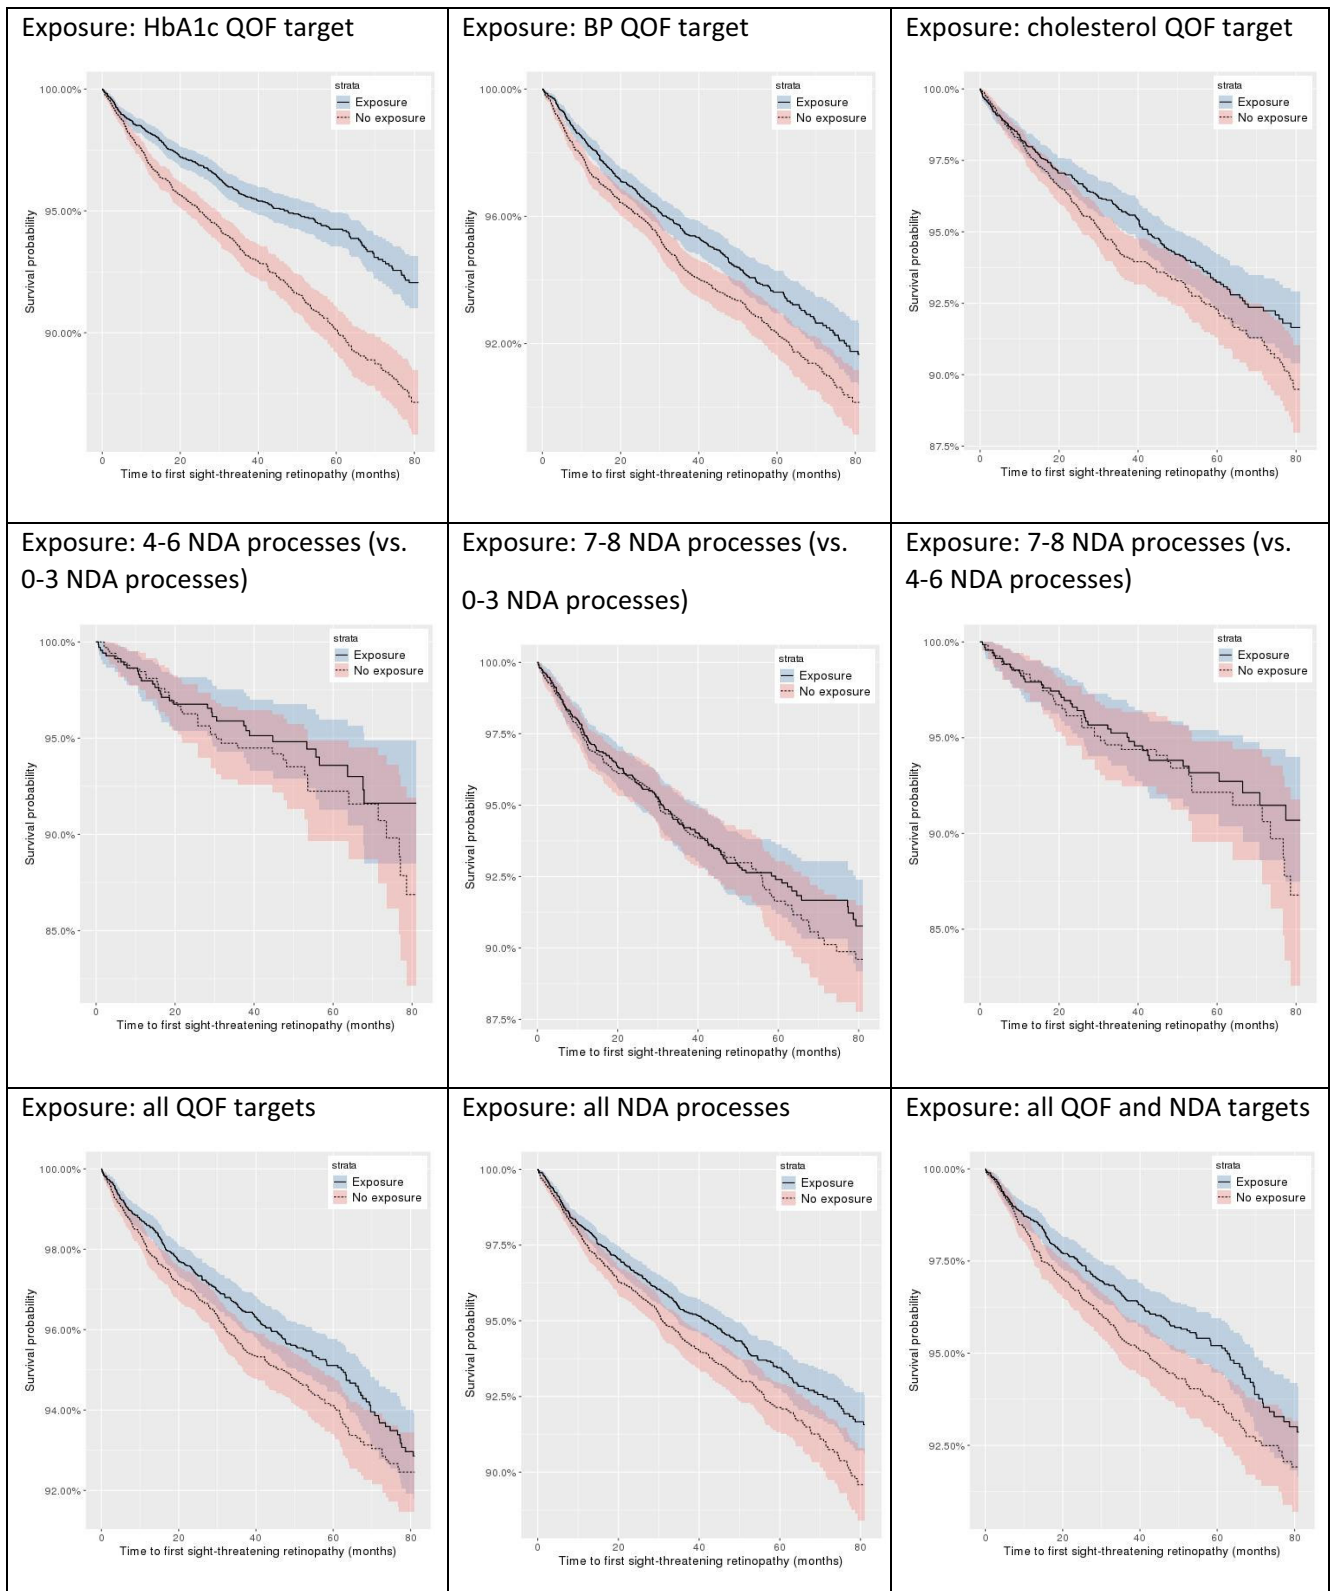 Exposure: HbA1c QOF target
strata
Exposure
No exposure
100.00%
95.00%
90.00%
Survival probability
0 20 40 60 80
Time to first sight-threatening retinopathy (months)
Exposure: BP QOF target
strata
Exposure
No exposure
100.00%
96.00%
92.00%
Survival probability
0 20 40 60 80
Time to first sight-threatening retinopathy (months)
Exposure: cholesterol QOF target
strata
Exposure
No exposure
100.0%
97.5%
95.0%
92.5%
90.0%
87.5%
Survival probability
0 20 40 60 80
Time to first sight-threatening retinopathy (months)
Exposure: 4-6 NDA processes (vs.
0-3 NDA processes)
strata
Exposure
No exposure
100.0%
95.0%
90.0%
85.0%
Survival probability
0 20 40 60 80
Time to first sight-threatening retinopathy (months)
Exposure: 7-8 NDA processes (vs.
0-3 NDA processes)
strata
Exposure
No exposure
100.0%
97.5%
95.0%
92.5%
90.0%
87.5%
Survival probability
0 20 40 60 80
Time to first sight-threatening retinopathy (months)
Exposure: 7-8 NDA processes (vs.
4-6 NDA processes)
strata
Exposure
No exposure
100.0%
95.0%
90.0%
85.0%
Survival probability
0 20 40 60 80
Time to first sight-threatening retinopathy (months)
Exposure: all QOF targets
strata
Exposure
No exposure
100.00%
98.00%
96.00%
94.00%
92.00%
Survival probability
0 20 40 60 80
Time to first sight-threatening retinopathy (months)
Exposure: all NDA processes
strata
Exposure
No exposure
100.0%
97.5%
95.0%
92.5%
90.0%
Survival probability
0 20 40 60 80
Time to first sight-threatening retinopathy (months)
Exposure: all QOF and NDA targets
strata
Exposure
No exposure
100.00%
97.50%
95.00%
92.50%
Survival probability
0 20 40 60 80
Time to first sight-threatening retinopathy (months)